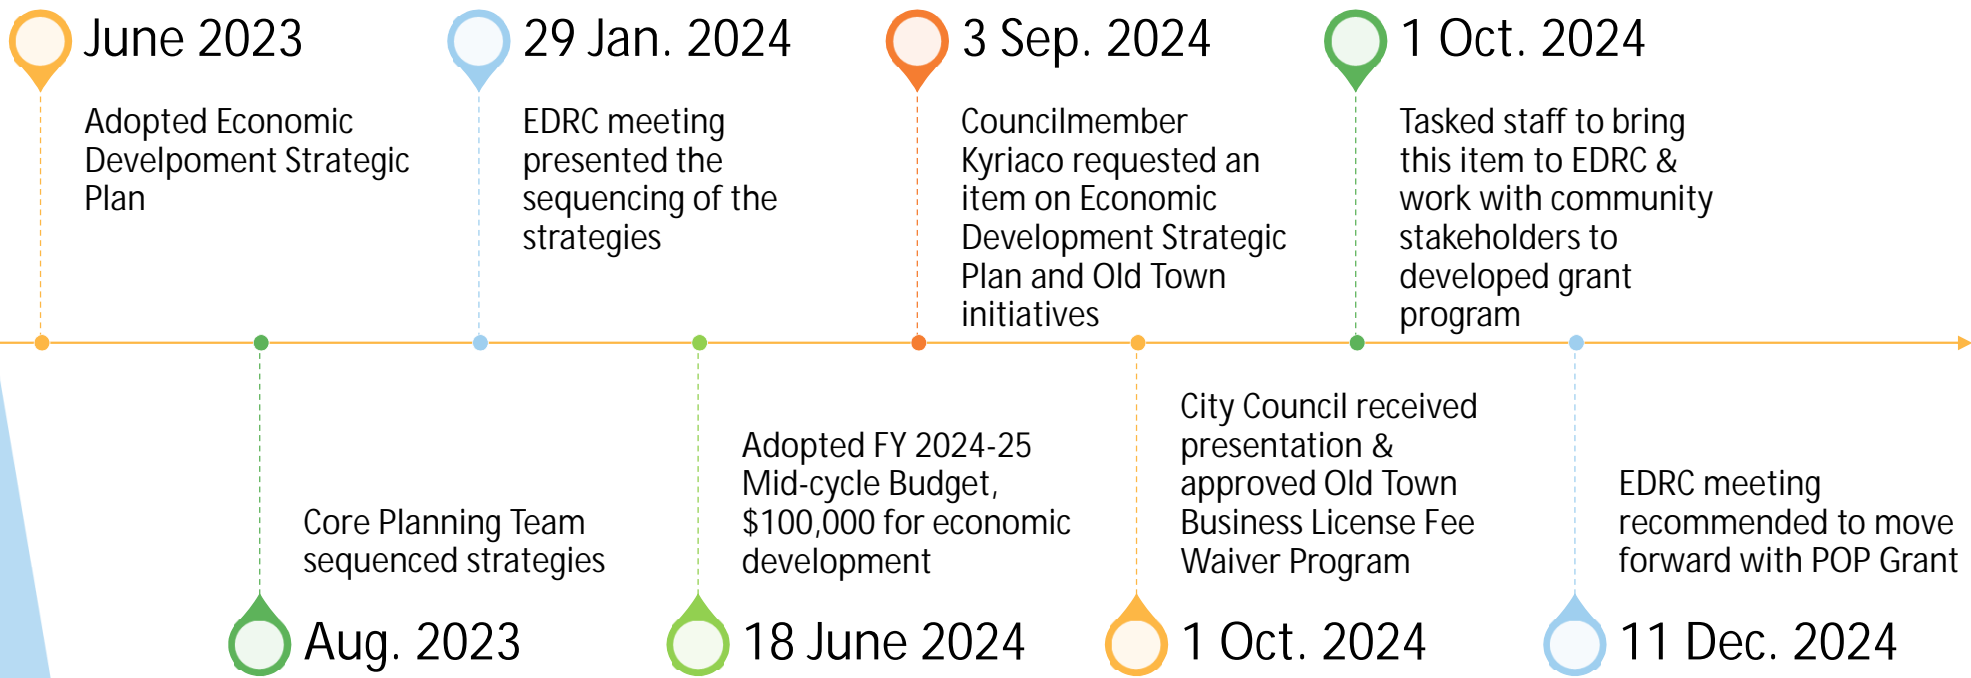 June 2023
Adopted Economic
Develpoment Strategic
Plan
Aug. 2023
Core Planning Team
sequenced strategies
29 Jan. 2024
EDRC meeting
presented the
sequencing of the
strategies
18 June 2024
Adopted FY 2024-25
Mid-cycle Budget,
$100,000 for economic
development
3 Sep. 2024
Councilmember
Kyriaco requested an
item on Economic
Development Strategic
Plan and Old Town
initiatives
1 Oct. 2024
City Council received
presentation &
approved Old Town
Business License Fee
Waiver Program
1 Oct. 2024
Tasked staff to bring
this item to EDRC &
work with community
stakeholders to
developed grant
program
11 Dec. 2024
EDRC meeting
recommended to move
forward with POP Grant